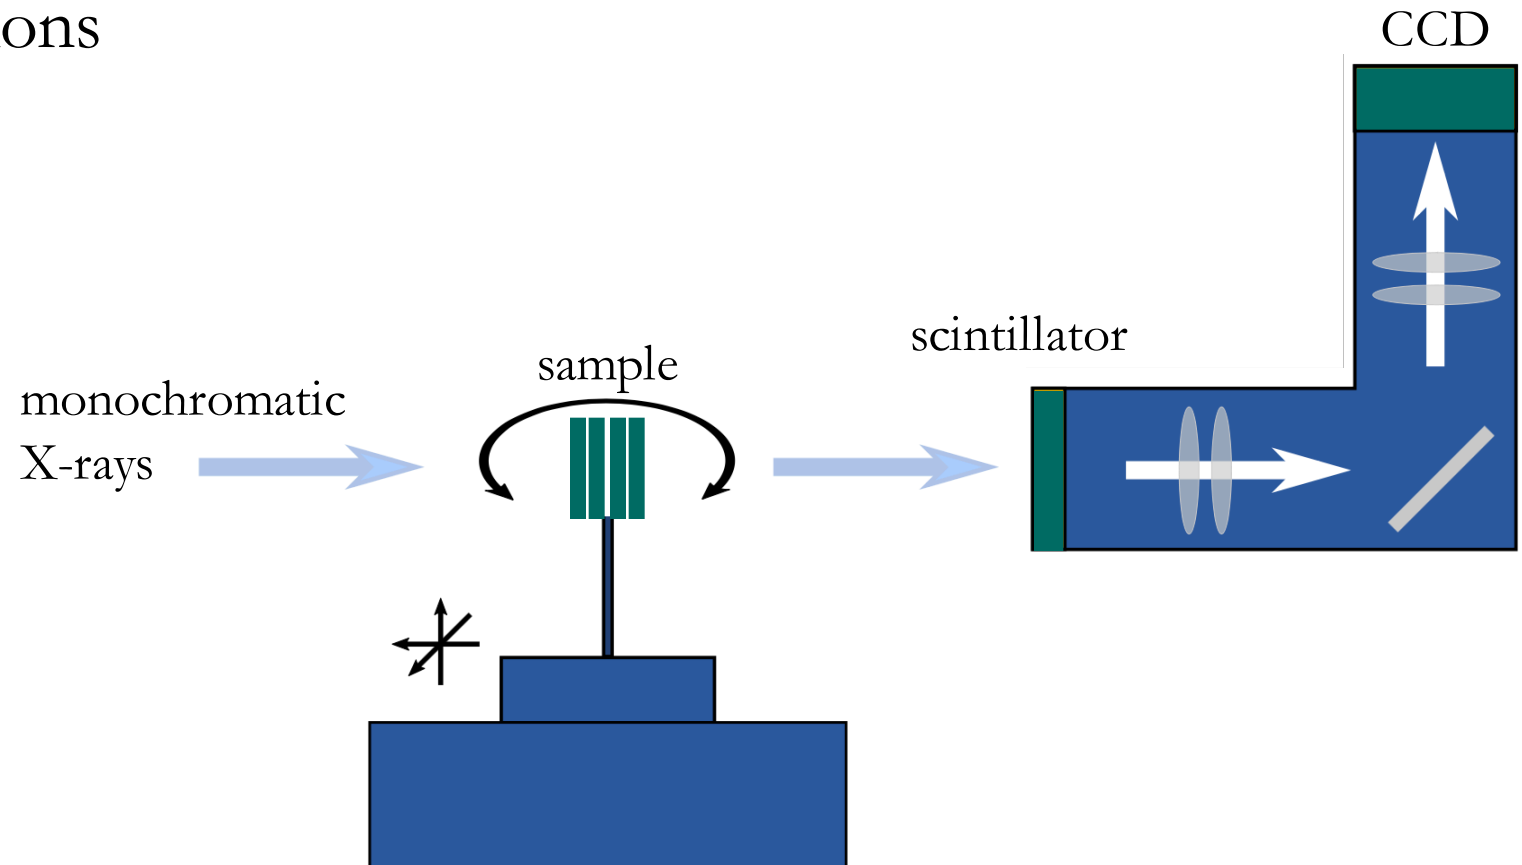 ons
CCD
scintillator
sample
monochromatic
X-rays